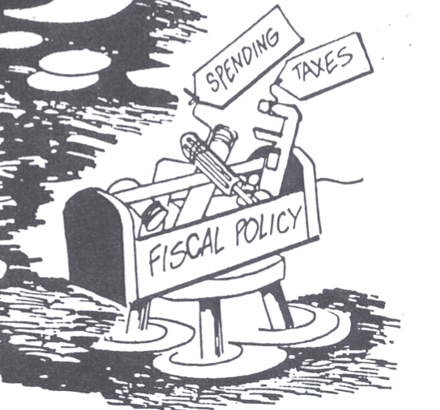 SPENDING
TAXES
FISCAL POLICY